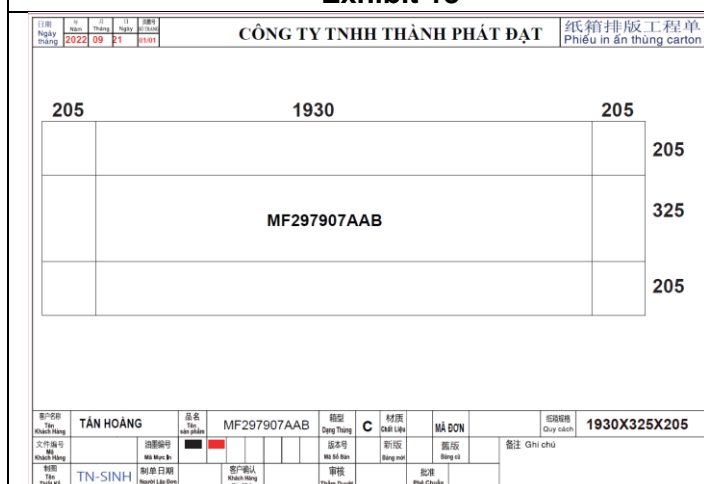 日期 年 月 日 页数号
Ngày tháng Năm Tháng Ngày
2022 09 21 01/01
CÔNG TY TNHH THÀNH PHÁT ĐẠT
纸箱排版工程单
Phiếu in ấn thùng carton
205 1930 205
205
MF297907AAB
325
205
客户名称 Tên Khách Hàng TẤN HOÀNG 品名 Tên sản phẩm MF297907AAB 箱型 Dạng Thùng C 材质 Chất Liệu MÃ ĐƠN 纸箱规格 Quy cách 1930X325X205
文件编号 Mã Khách Hàng 油墨编号 Mã Mực In 版本号 Mã Số Bản 新版 Bảng mới 舊版 Bảng cũ 备注 Ghi chú
制图 Tên TN-SINH 制单日期 Người Lập Đơn 客户确认 Khách Hàng 审核 Thẩm Duyệt 批准 Phê Chuẩn